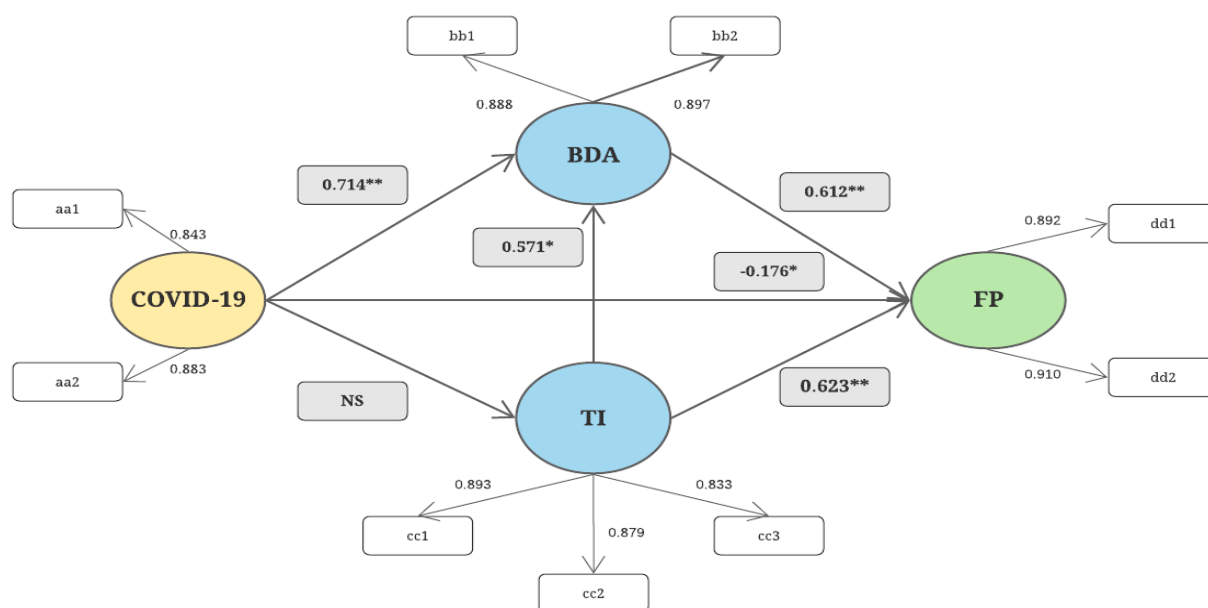 bb1
bb2
0.888
0.897
BDA
0.714**
0.612**
aa1
0.843
0.571*
-0.176*
0.892
dd1
COVID-19
FP
aa2
0.883
NS
TI
0.623**
0.910
dd2
0.893
0.833
cc1
0.879
cc3
cc2